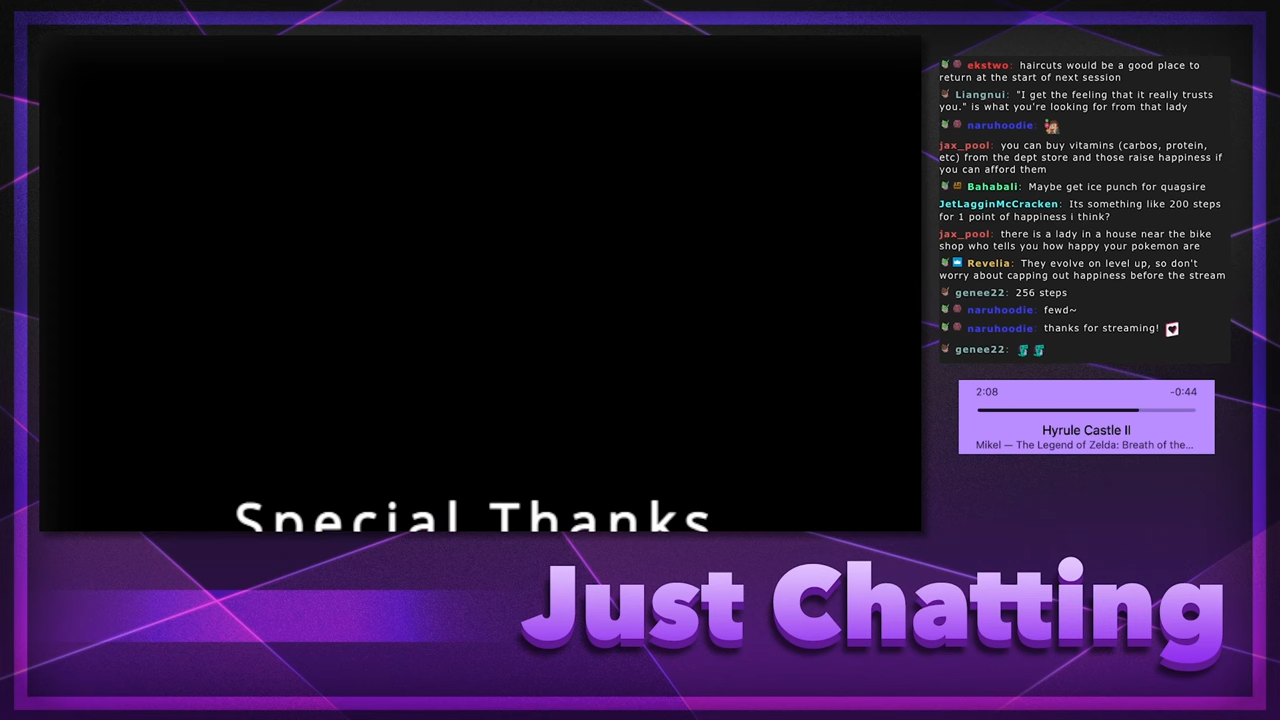 ekstwo: haircuts would be a good place to
return at the start of next session
Liangnui: "I get the feeling that it really trusts
you." is what you're looking for from that lady
naruhoodie:
jax_pool: you can buy vitamins (carbos, protein,
etc) from the dept store and those raise happiness if
you can afford them
Bahabali: Maybe get ice punch for quagsire
JetLagginMcCracken: Its something like 200 steps
for 1 point of happiness i think?
jax_pool: there is a lady in a house near the bike
shop who tells you how happy your pokemon are
Revelia: They evolve on level up, so don't
worry about capping out happiness before the stream
genee22: 256 steps
naruhoodie: fewd~
naruhoodie: thanks for streaming!
genee22:
2:08 -0:44
Hyrule Castle II
Mikel — The Legend of Zelda: Breath of the...
Special Thanks
Just Chatting